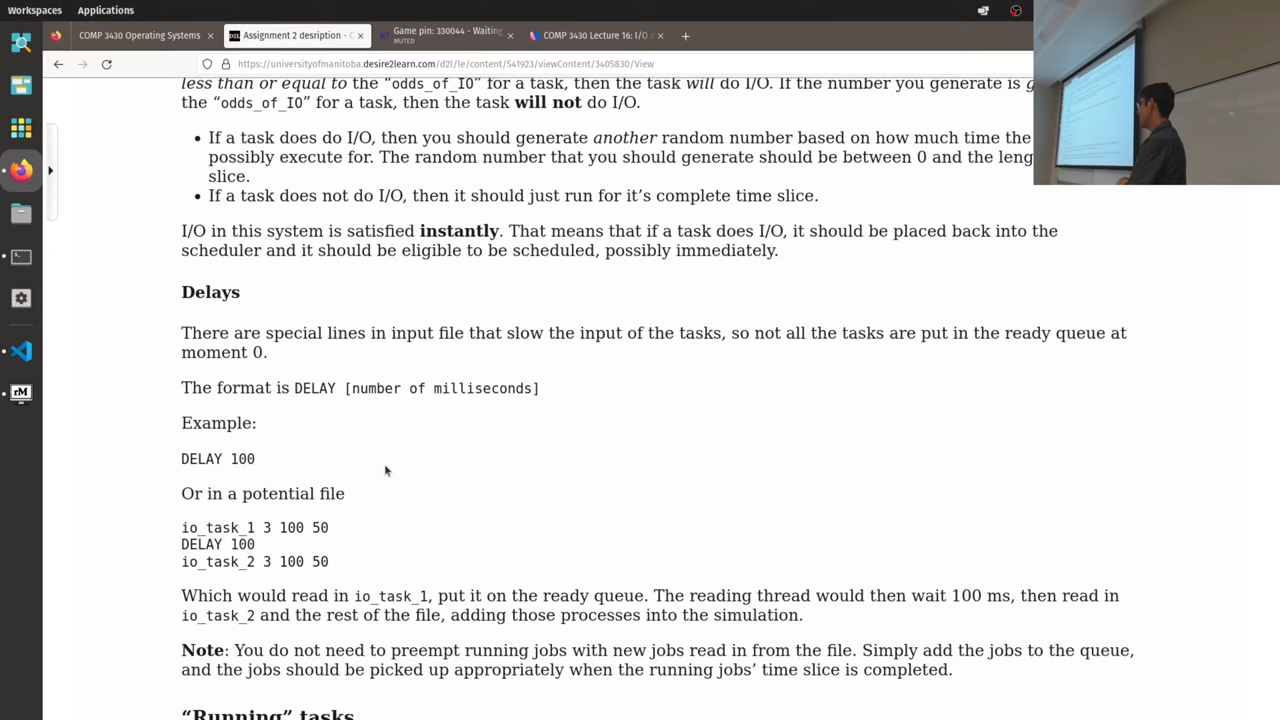 Workspaces Applications
COMP 3430 Operating Systems
Assignment 2 desription - C
Game pin: 330044 - Waiting
MUTED
COMP 3430 Lecture 16: I/O o
https://universityofmanitoba.desire2learn.com/d2l/le/content/541923/viewContent/3405830/View
less than or equal to the “odds_of_IO” for a task, then the task will do I/O. If the number you generate is g
the “odds_of_IO” for a task, then the task will not do I/O.
• If a task does do I/O, then you should generate another random number based on how much time the
possibly execute for. The random number that you should generate should be between 0 and the leng
slice.
• If a task does not do I/O, then it should just run for it’s complete time slice.
I/O in this system is satisfied instantly. That means that if a task does I/O, it should be placed back into the
scheduler and it should be eligible to be scheduled, possibly immediately.
Delays
There are special lines in input file that slow the input of the tasks, so not all the tasks are put in the ready queue at
moment 0.
The format is DELAY [number of milliseconds]
Example:
DELAY 100
Or in a potential file
io_task_1 3 100 50
DELAY 100
io_task_2 3 100 50
Which would read in io_task_1, put it on the ready queue. The reading thread would then wait 100 ms, then read in
io_task_2 and the rest of the file, adding those processes into the simulation.
Note: You do not need to preempt running jobs with new jobs read in from the file. Simply add the jobs to the queue,
and the jobs should be picked up appropriately when the running jobs’ time slice is completed.
“Running” tasks
rM